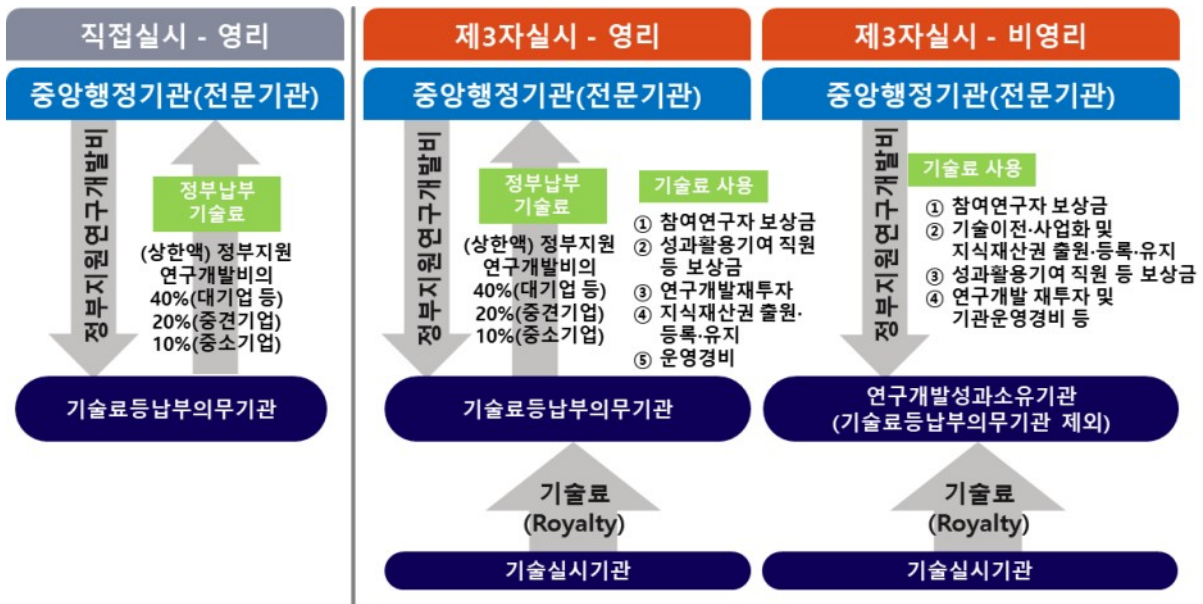 직접실시 - 영리
중앙행정기관(전문기관)
정부지원연구개발비
정부납부
기술료
(상한액) 정부지원
연구개발비의
40%(대기업 등)
20%(중견기업)
10%(중소기업)
기술료등납부의무기관
제3자실시 - 영리
중앙행정기관(전문기관)
정부지원연구개발비
정부납부
기술료
(상한액) 정부지원
연구개발비의
40%(대기업 등)
20%(중견기업)
10%(중소기업)
기술료 사용
① 참여연구자 보상금
② 성과활용기여 직원
등 보상금
③ 연구개발재투자
④ 지식재산권 출원·
등록·유지
⑤ 운영경비
기술료등납부의무기관
기술료
(Royalty)
기술실시기관
제3자실시 - 비영리
중앙행정기관(전문기관)
정부지원연구개발비
기술료 사용
① 참여연구자 보상금
② 기술이전·사업화 및
지식재산권 출원·등록·유지
③ 성과활용기여 직원 등 보상금
④ 연구개발 재투자 및
기관운영경비 등
연구개발성과소유기관
(기술료등납부의무기관 제외)
기술료
(Royalty)
기술실시기관